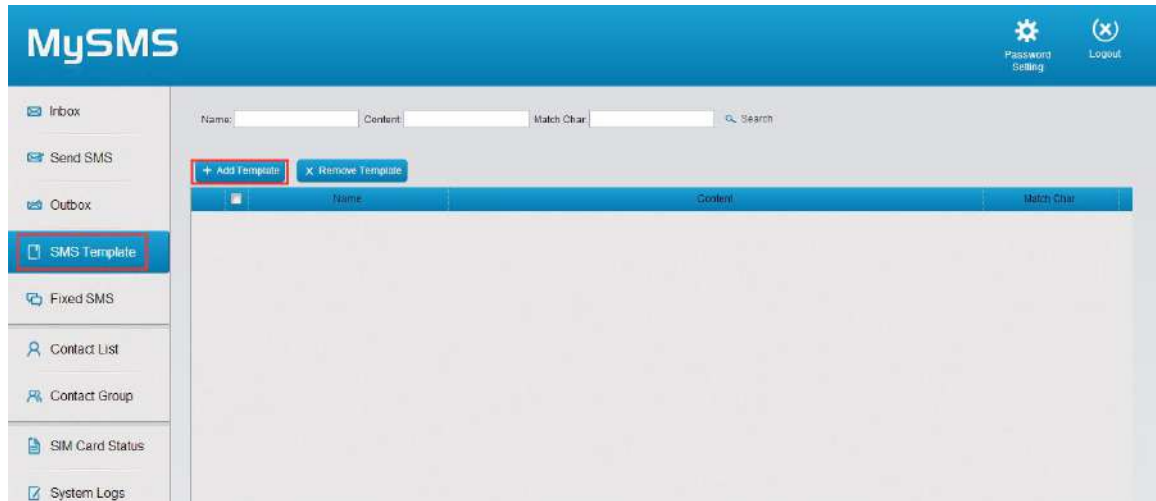 MySMS
Password Setting
Logout
Inbox
Send SMS
Outbox
SMS Template
Fixed SMS
Contact List
Contact Group
SIM Card Status
System Logs
Name:
Content:
Match Char:
Search
+ Add Template
X Remove Template
Name
Content
Match Char